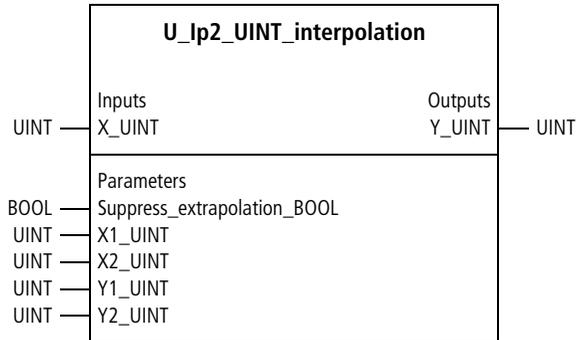 U_Ip2_UINT_interpolation
Inputs Outputs
UINT X_UINT Y_UINT UINT
Parameters
BOOL Suppress_extrapolation_BOOL
UINT X1_UINT
UINT X2_UINT
UINT Y1_UINT
UINT Y2_UINT